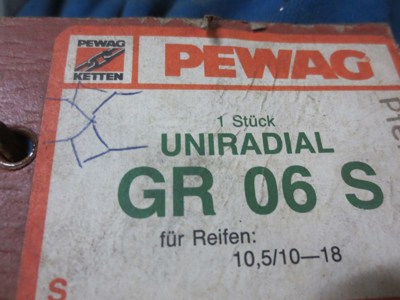 PEWAG
KETTEN
PEWAG
1 Stück
UNIRADIAL
GR 06 S
für Reifen:
10,5/10—18
S